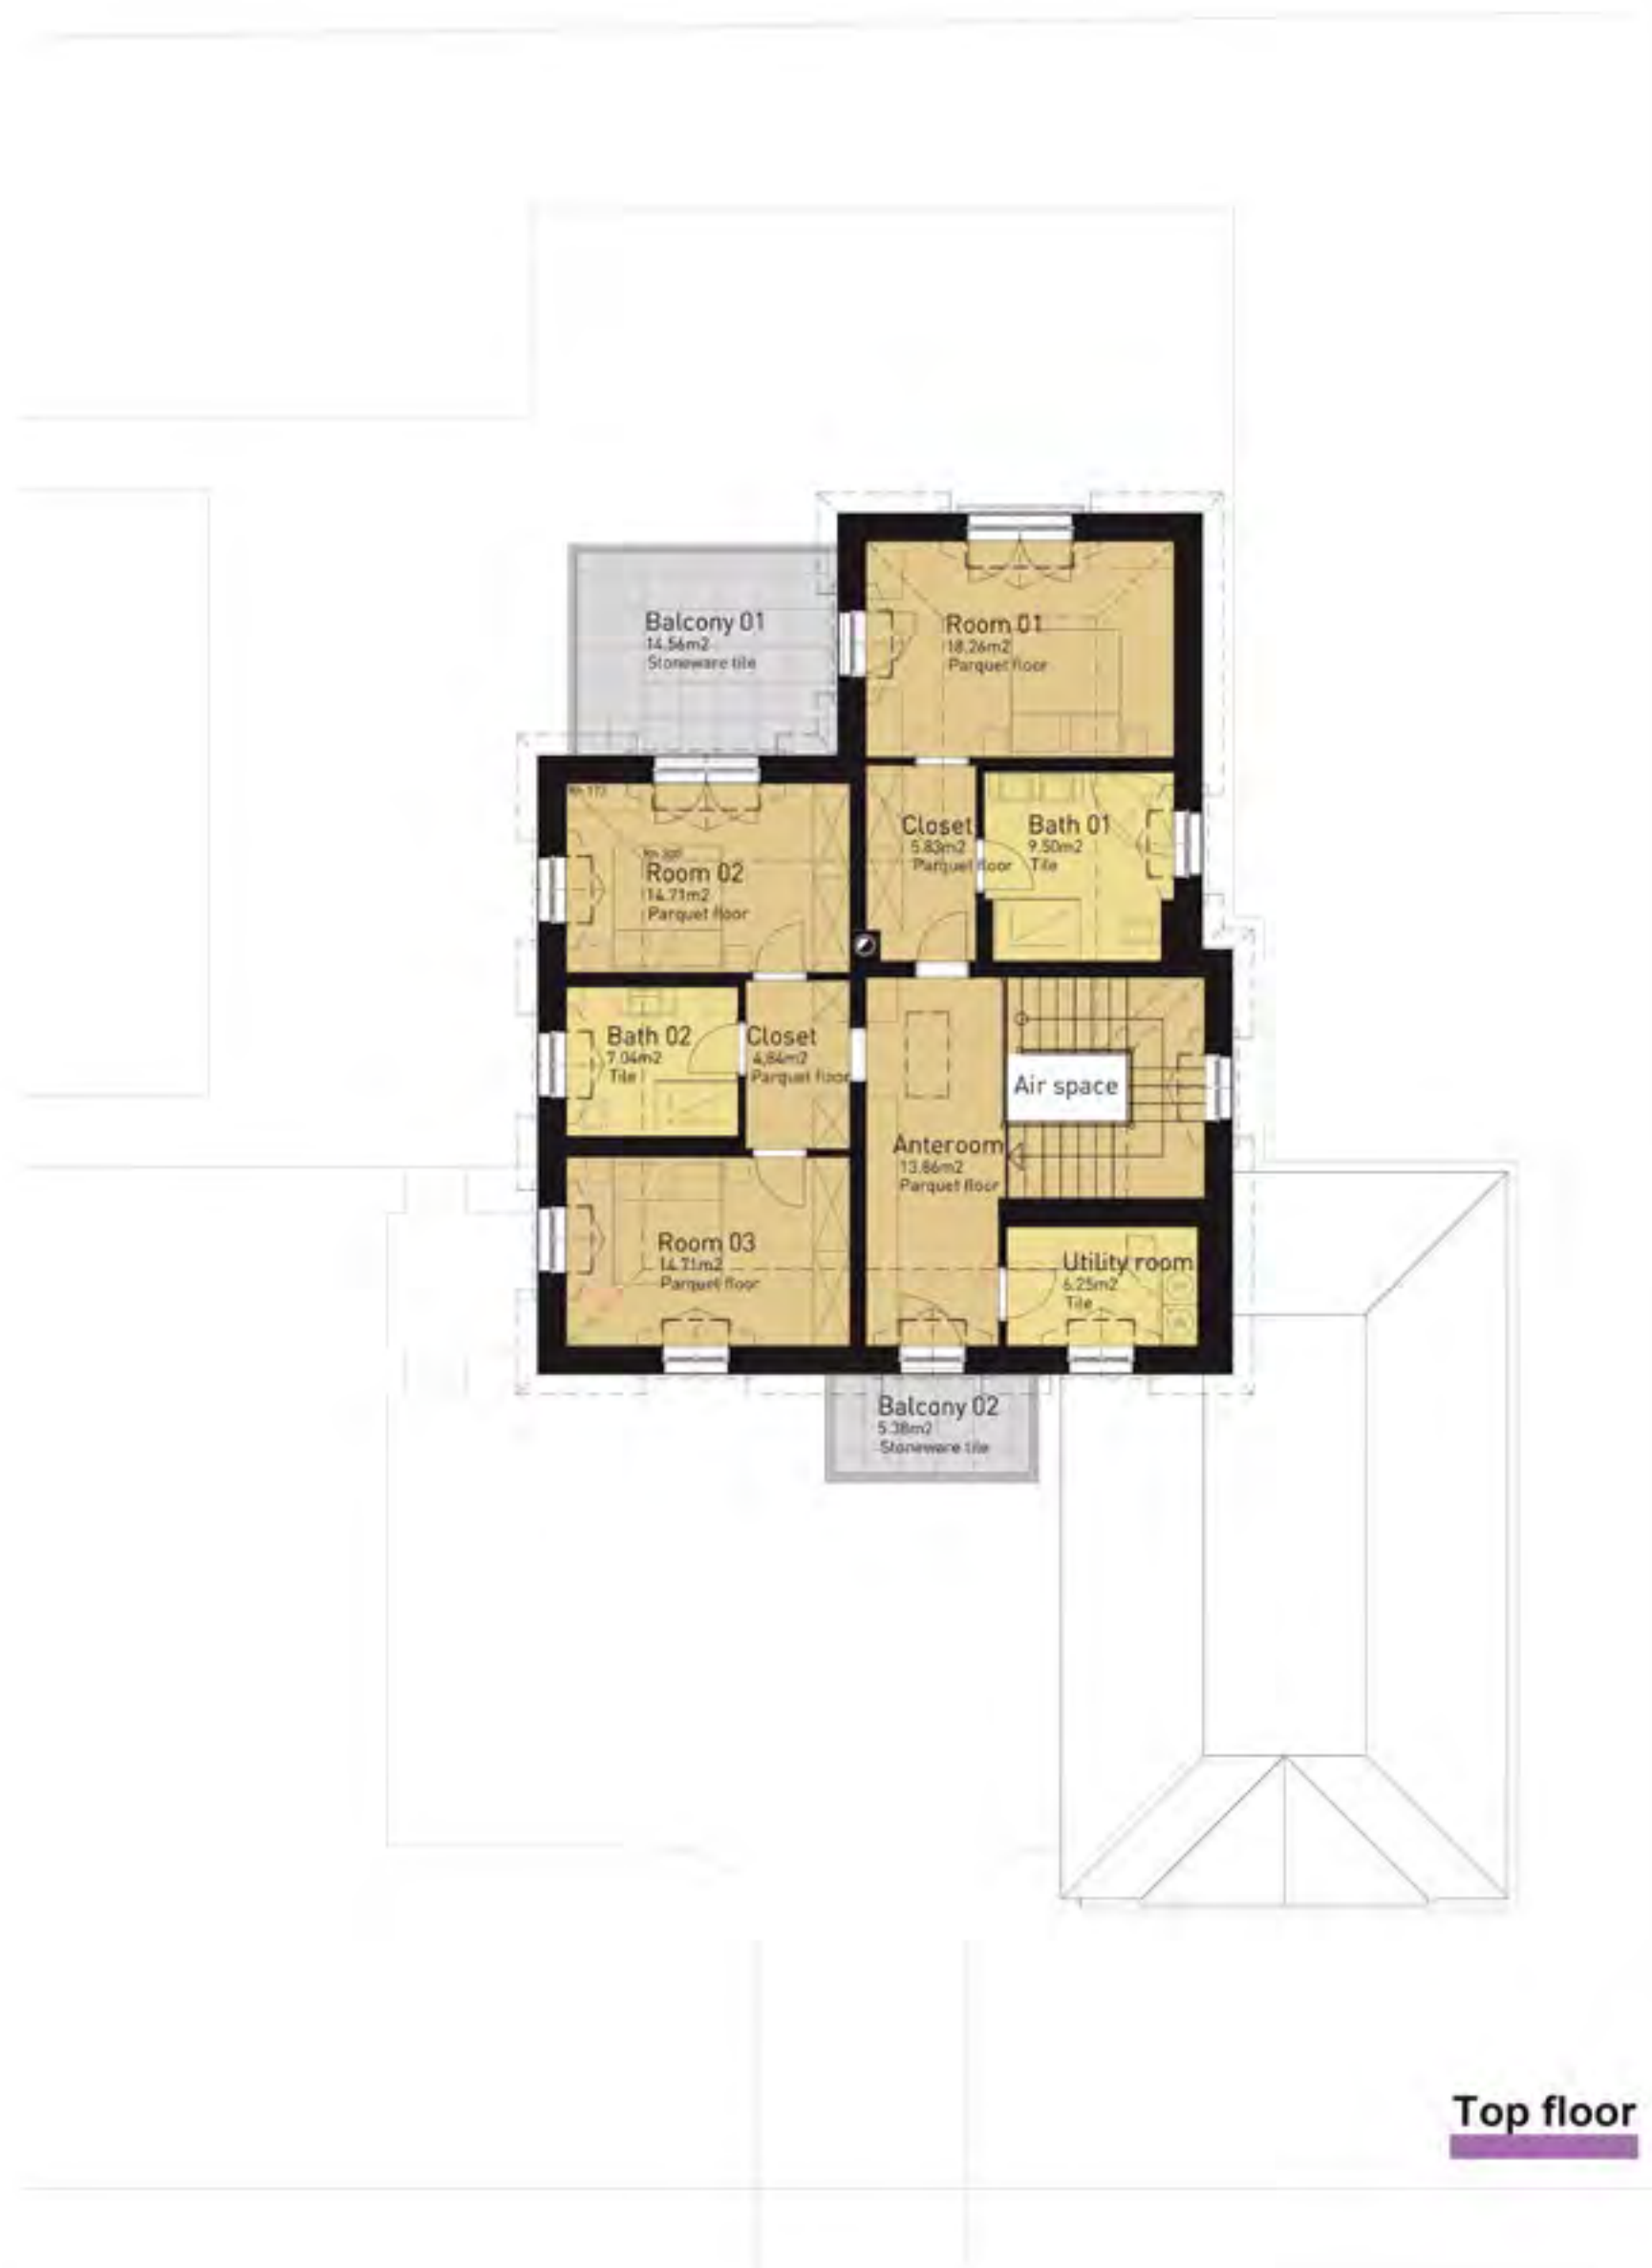 Balcony 01
14.56m2
Stoneware tile
Room 01
18.26m2
Parquet floor
Room 02
14.71m2
Parquet floor
Closet
5.83m2
Parquet floor
Bath 01
9.50m2
Tile
Bath 02
7.04m2
Tile
Closet
4.84m2
Parquet floor
Air space
Anteroom
13.86m2
Parquet floor
Room 03
14.71m2
Parquet floor
Utility room
6.25m2
Tile
Balcony 02
5.38m2
Stoneware tile
Top floor